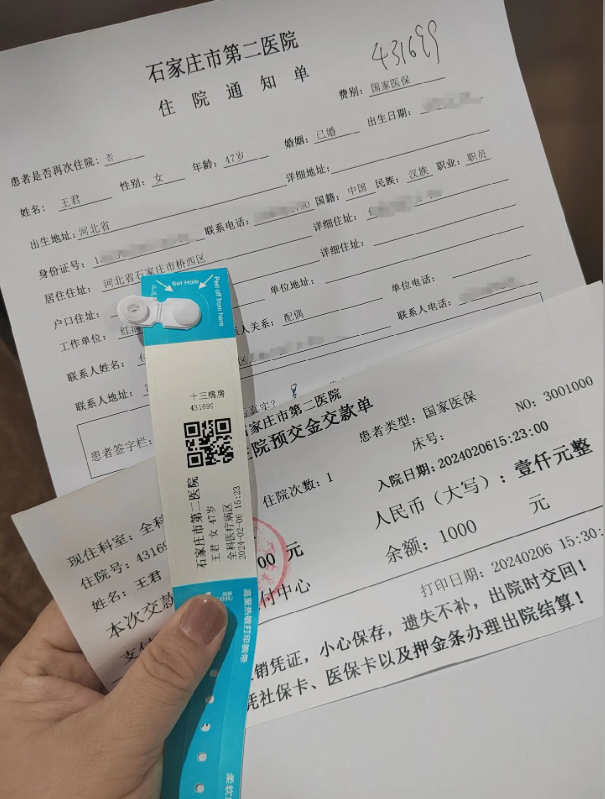 石家庄市第二医院
431699
住院通知单
费别：国家医保
患者是否再次住院：否
姓名：王君 性别：女 年龄：47岁 婚姻：已婚 出生日期：
出生地址：河北省 详细地址：
身份证号：1 联系电话： 国籍：中国 民族：汉族 职业：职员
居住住址：河北省石家庄市桥西区 详细住址：
户口住址： 详细住址：
工作单位： 单位地址： 单位电话：
联系人姓名： 人关系：配偶 联系人电话：
联系人地址：
患者签字栏：
Set Hole
Peel off from here
十三病房
431699
石家庄市第二医院
王君 女 47岁
全科医疗病区
2024-02-06 15:23
家庄市第二医院
院预交金交款单
NO：3001000
现住科室：全科 住院次数：1 患者类型：国家医保
床号：
住院号：43169 入院日期：2024020615:23:00
姓名：王君 人民币（大写）：壹仟元整
本次交款 00 元 余额：1000 元
付中心
打印日期：20240206 15:30:
销凭证，小心保存，遗失不补，出院时交回！
凭社保卡、医保卡以及押金条办理出院结算！